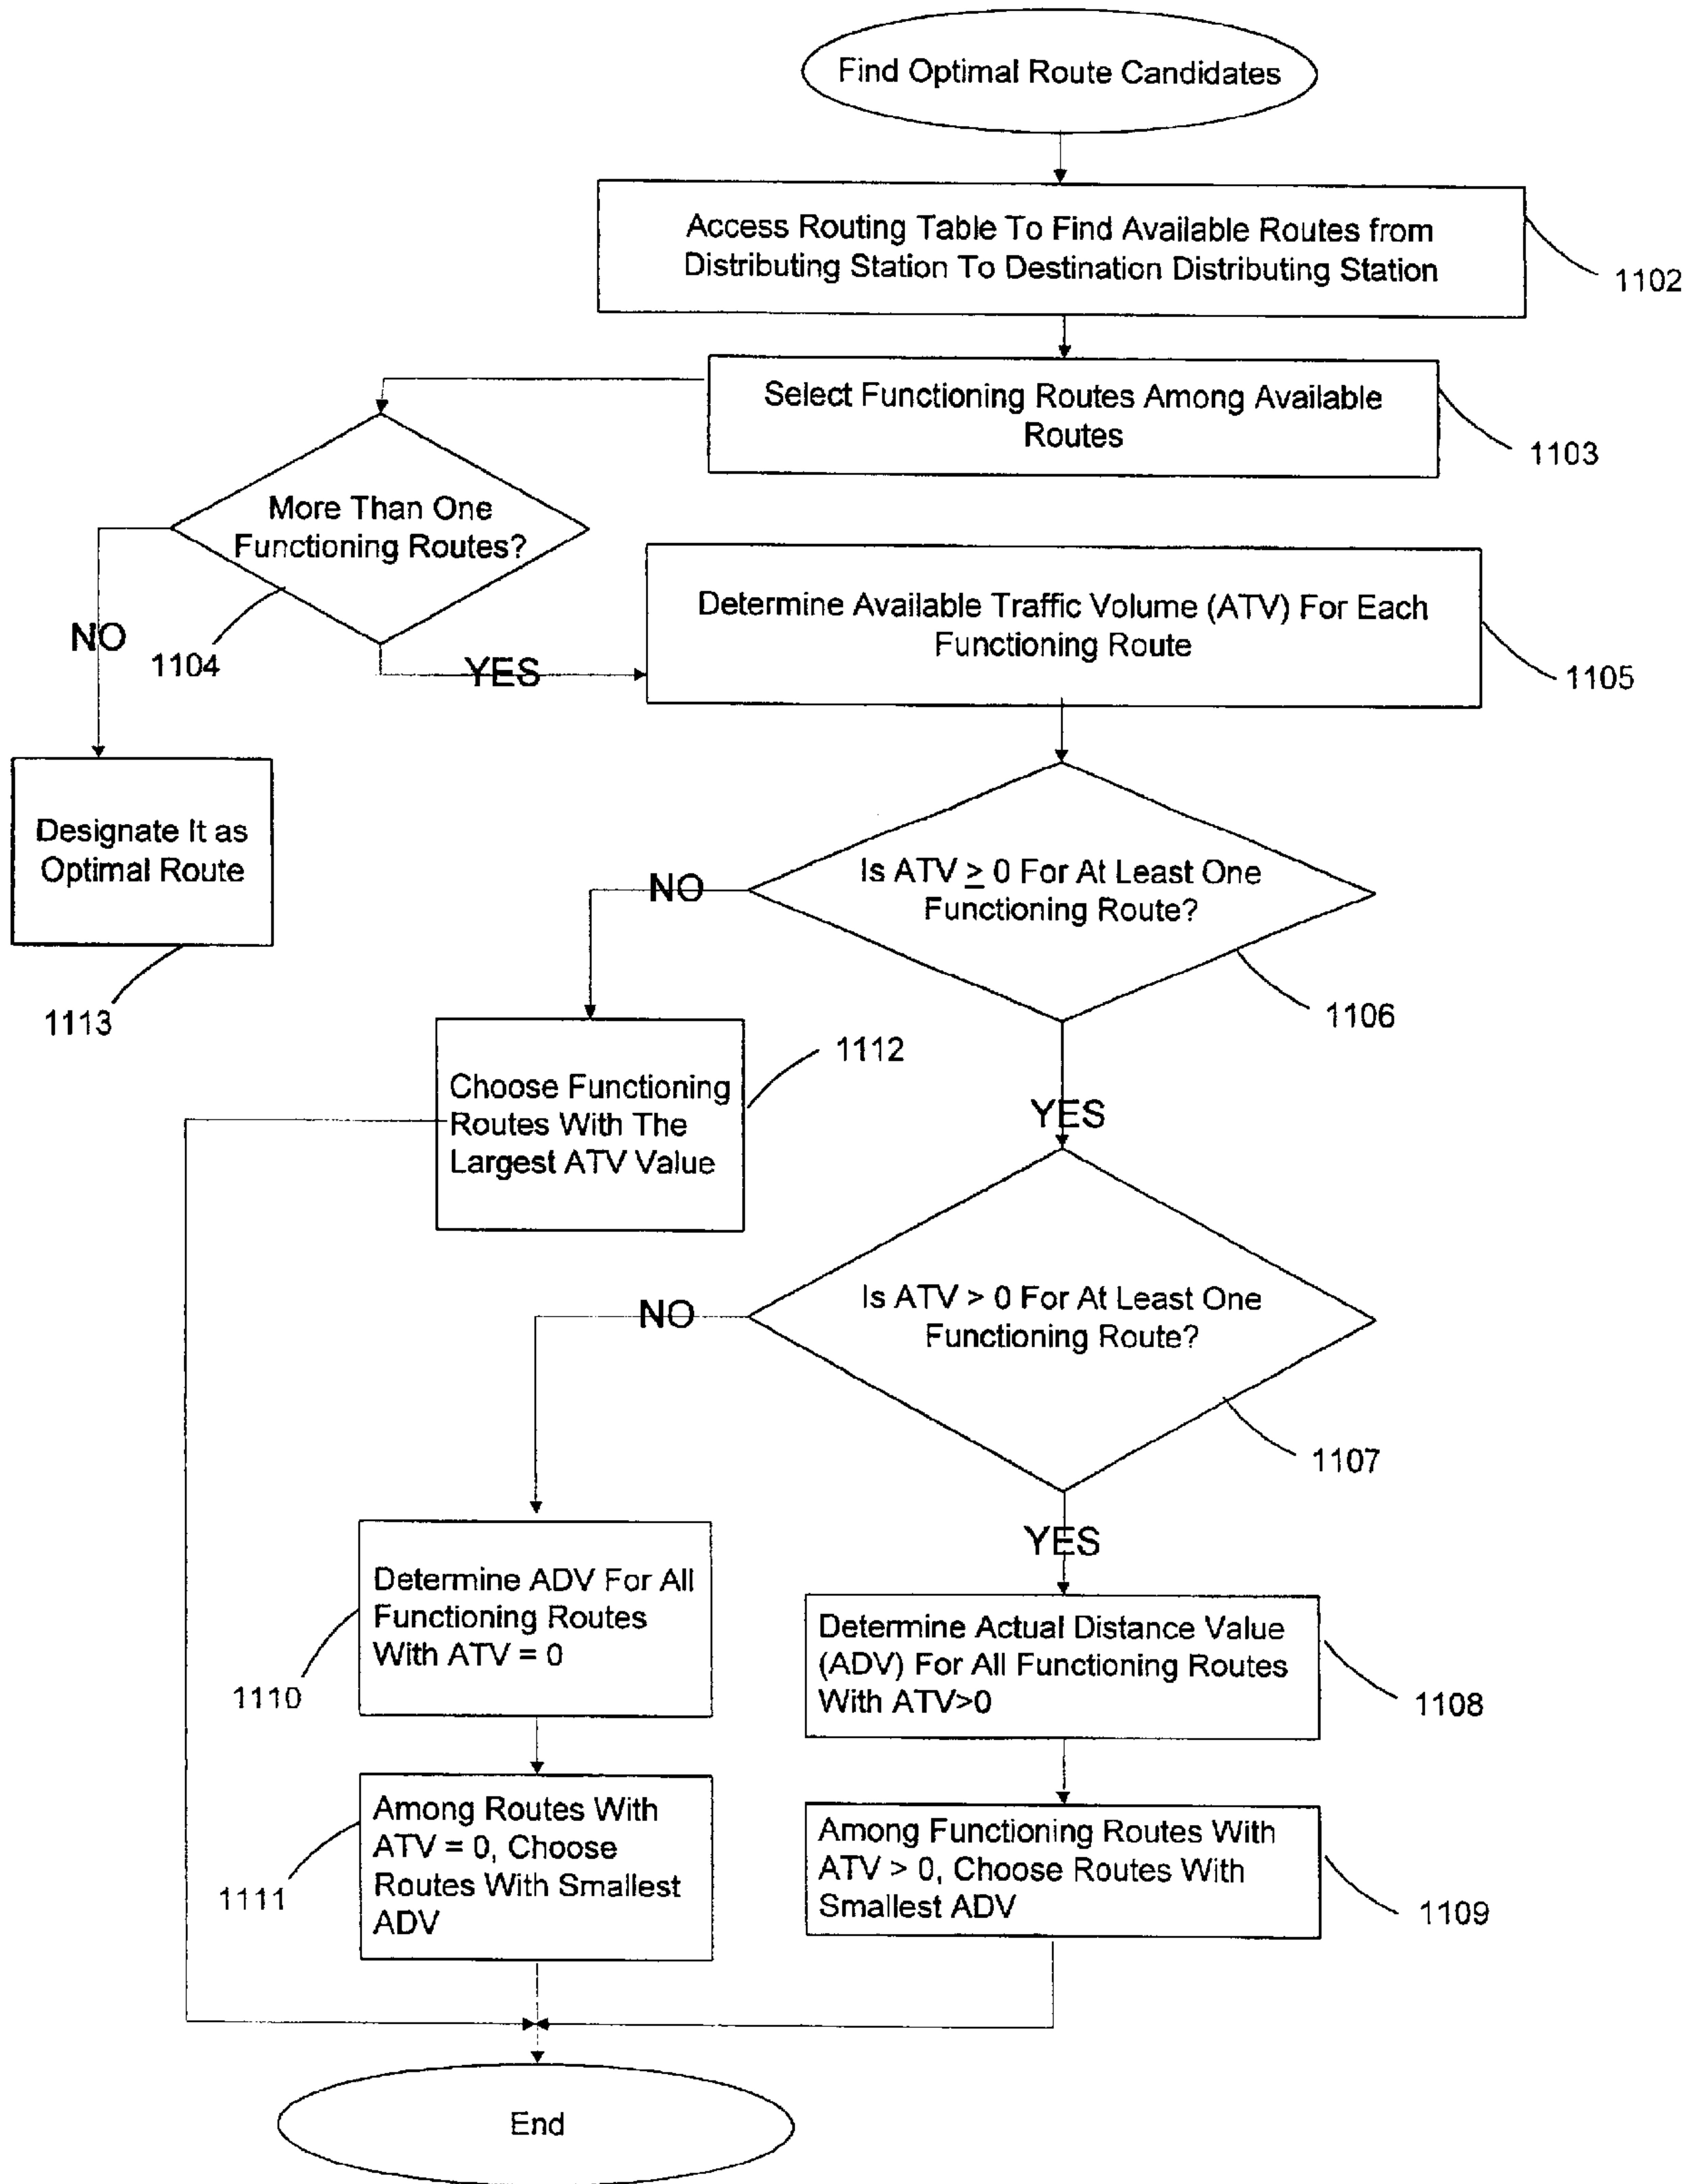 Find Optimal Route Candidates
Access Routing Table To Find Available Routes from
Distributing Station To Destination Distributing Station
1102
Select Functioning Routes Among Available
Routes
1103
More Than One
Functioning Routes?
1104
NO
YES
Determine Available Traffic Volume (ATV) For Each
Functioning Route
1105
Designate It as
Optimal Route
1113
Is ATV ≥ 0 For At Least One
Functioning Route?
1106
NO
YES
Choose Functioning
Routes With The
Largest ATV Value
1112
Is ATV > 0 For At Least One
Functioning Route?
1107
NO
YES
Determine ADV For All
Functioning Routes
With ATV = 0
1110
Determine Actual Distance Value
(ADV) For All Functioning Routes
With ATV>0
1108
Among Routes With
ATV = 0, Choose
Routes With Smallest
ADV
1111
Among Functioning Routes With
ATV > 0, Choose Routes With
Smallest ADV
1109
End